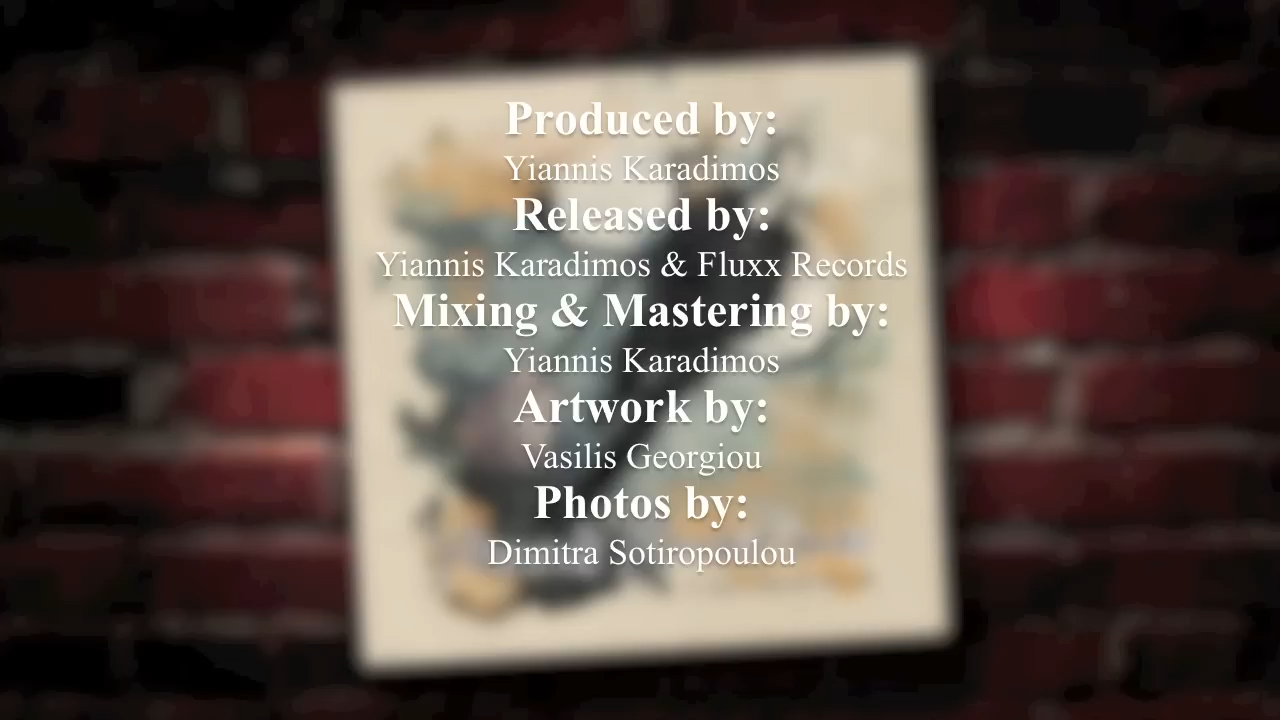 Produced by:
Yiannis Karadimos
Released by:
Yiannis Karadimos & Fluxx Records
Mixing & Mastering by:
Yiannis Karadimos
Artwork by:
Vasilis Georgiou
Photos by:
Dimitra Sotiropoulou